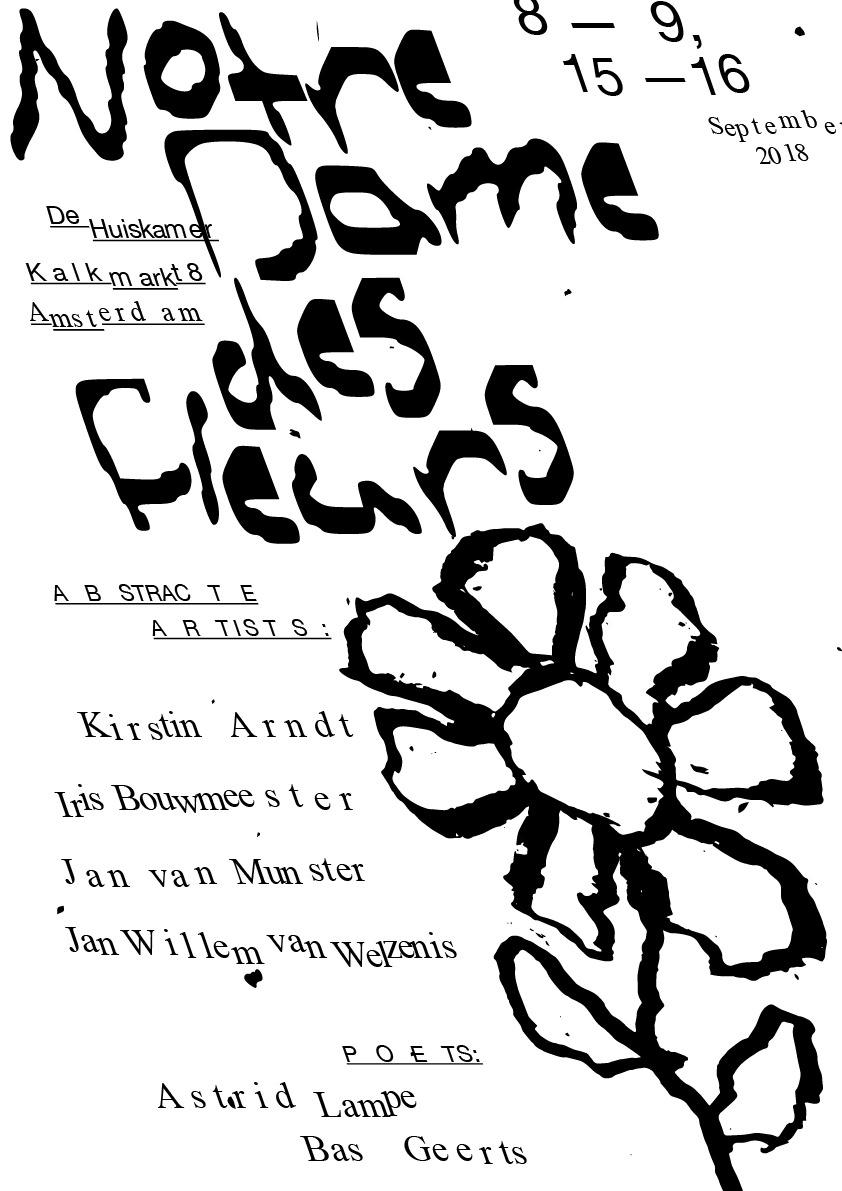 Notre
Dame
des
Fleurs
8 – 9,
15 – 16
September
2018
De Huiskamer
Kalkmarkt 8
Amsterdam
ABSTRACTE
ARTISTS:
Kirstin Arndt
Iris Bouwmeester
Jan van Munster
Jan Willem van Welzenis
POETS:
Astrid Lampe
Bas Geerts